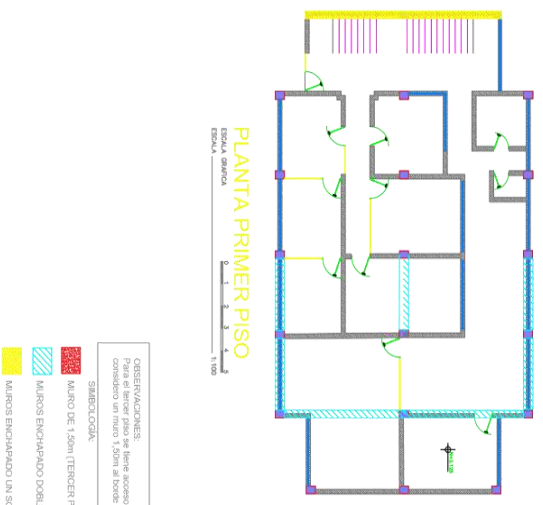 PLANTA PRIMER PISO
ESCALA GRÁFICA
ESCALA
0 1 2 3 4 5
1:100
OBSERVACIONES:
Para el tercer piso se tiene acceso
considero un muro 1,50m al borde
SIMBOLOGÍA:
MURO DE 1,50m (TERCER P
MUROS ENCHAPADO DOBL
MUROS ENCHAPADO UN SO